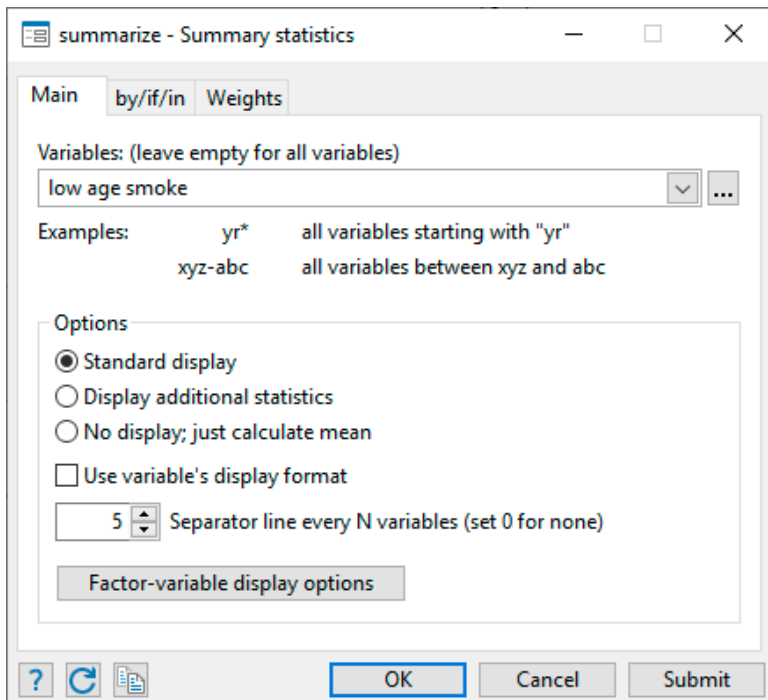 summarize - Summary statistics
Main by/if/in Weights
Variables: (leave empty for all variables)
low age smoke ...
Examples: yr* all variables starting with "yr"
xyz-abc all variables between xyz and abc
Options
Standard display
Display additional statistics
No display; just calculate mean
Use variable's display format
5 Separator line every N variables (set 0 for none)
Factor-variable display options
? OK Cancel Submit